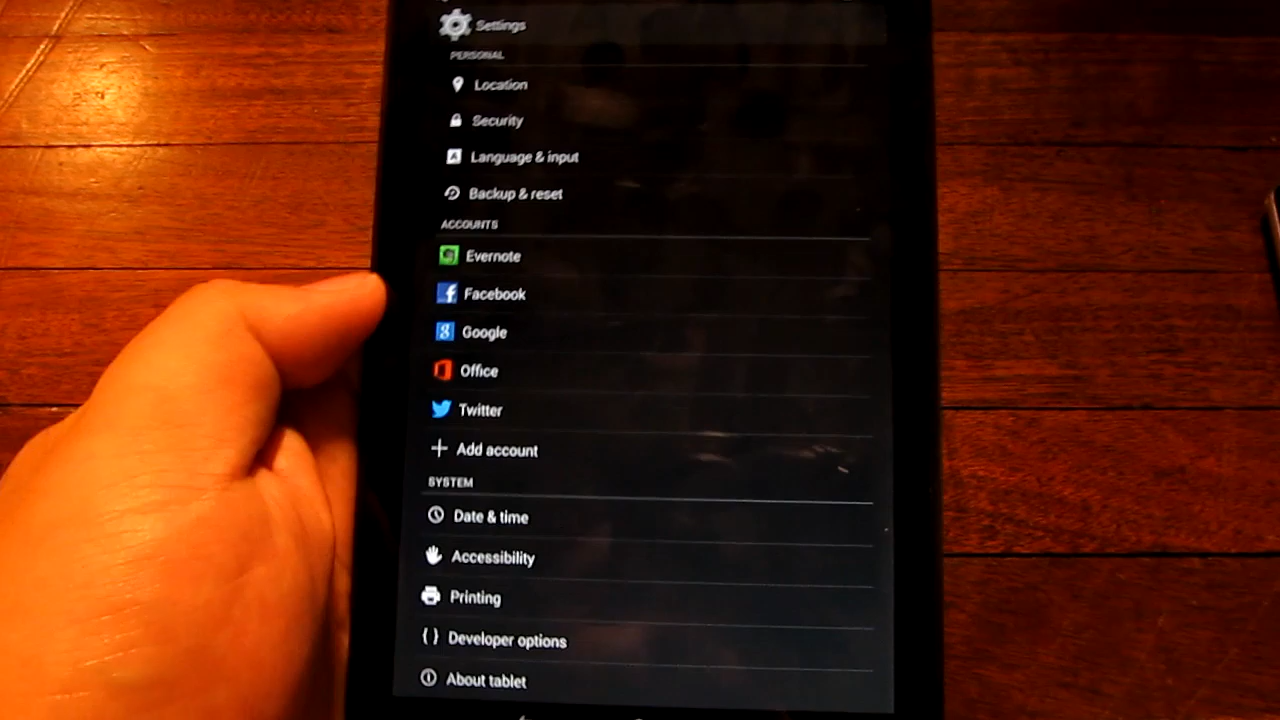 Settings
PERSONAL
Location
Security
Language & input
Backup & reset
ACCOUNTS
Evernote
Facebook
Google
Office
Twitter
Add account
SYSTEM
Date & time
Accessibility
Printing
Developer options
About tablet